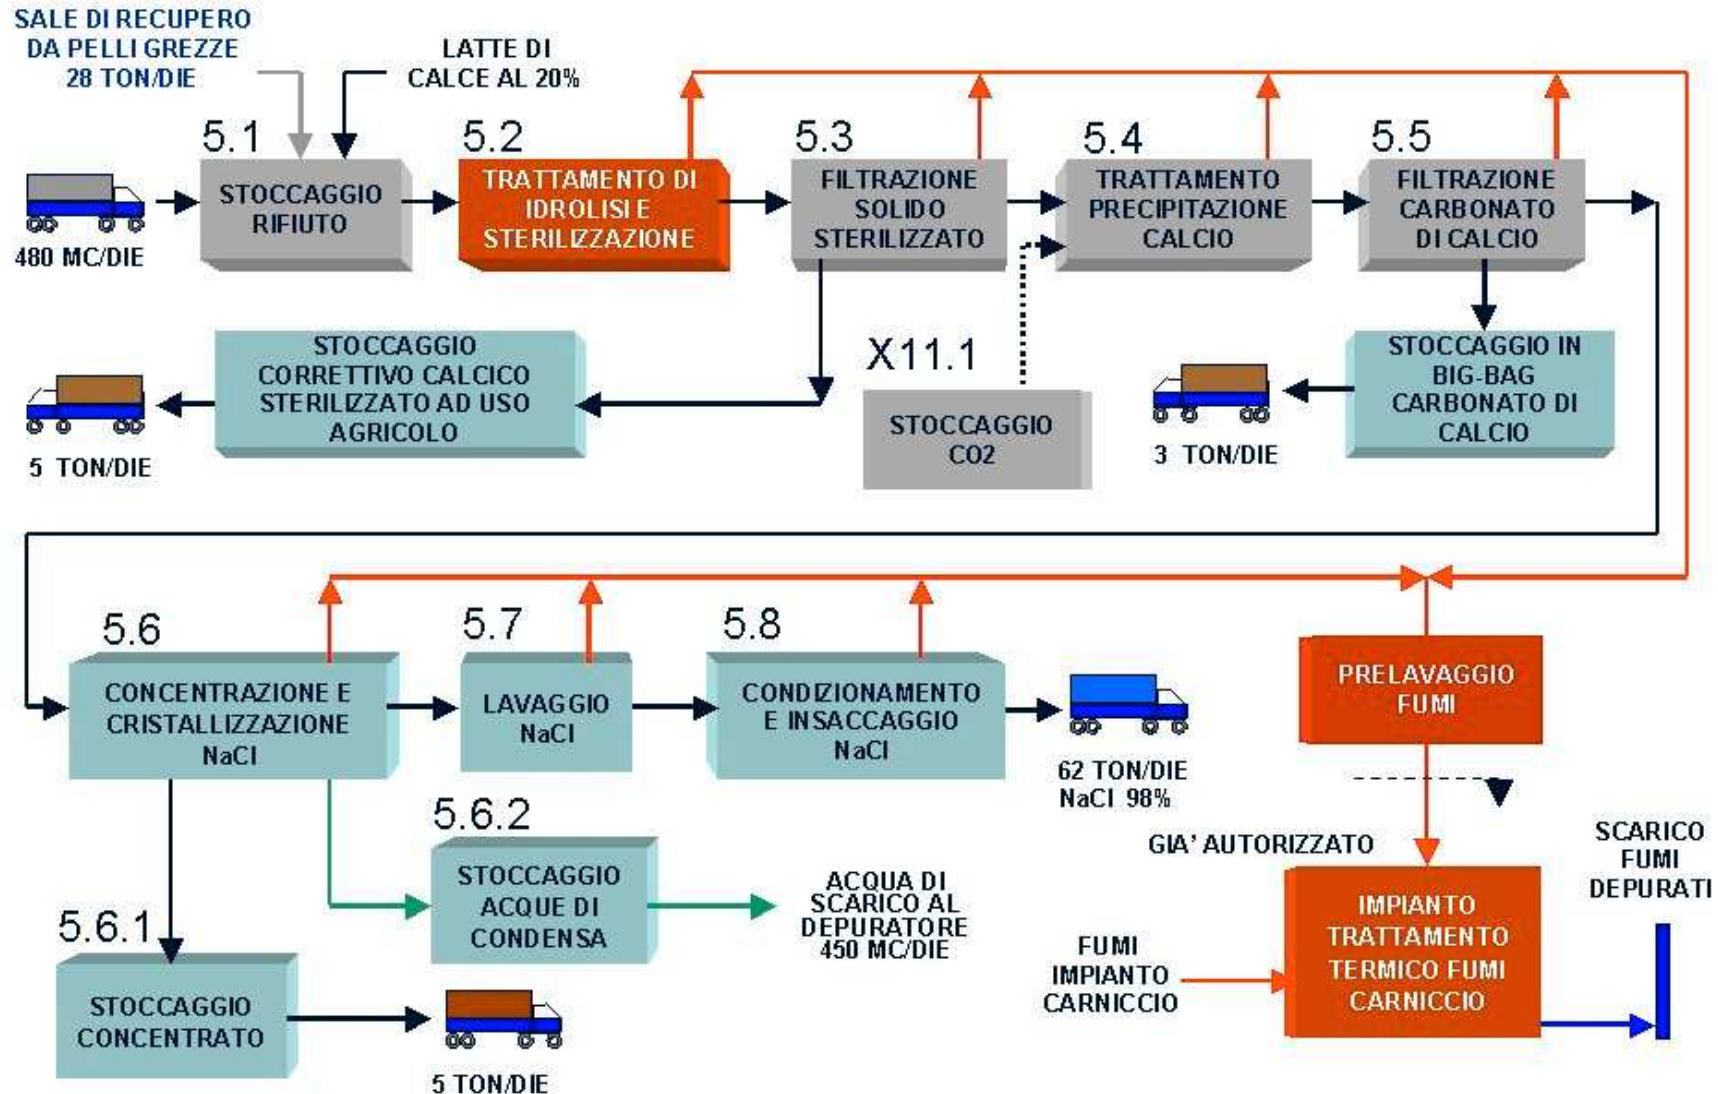 SALE DI RECUPERO
DA PELLI GREZZE
28 TON/DIE
LATTE DI
CALCE AL 20%
5.1
STOCCAGGIO
RIFIUTO
5.2
TRATTAMENTO DI
IDROLISI E
STERILIZZAZIONE
5.3
FILTRAZIONE
SOLIDO
STERILIZZATO
5.4
TRATTAMENTO
PRECIPITAZIONE
CALCIO
5.5
FILTRAZIONE
CARBONATO
DI CALCIO
480 MC/DIE
STOCCAGGIO
CORRETTIVO CALCICO
STERILIZZATO AD USO
AGRICOLO
5 TON/DIE
X11.1
STOCCAGGIO
CO2
STOCCAGGIO IN
BIG-BAG
CARBONATO DI
CALCIO
3 TON/DIE
5.6
CONCENTRAZIONE E
CRISTALLIZZAZIONE
NaCl
5.7
LAVAGGIO
NaCl
5.8
CONDIZIONAMENTO
E INSACCAGGIO
NaCl
62 TON/DIE
NaCl 98%
PRELAVAGGIO
FUMI
5.6.2
STOCCAGGIO
ACQUE DI
CONDENSA
ACQUA DI
SCARICO AL
DEPURATORE
450 MC/DIE
GIA' AUTORIZZATO
SCARICO
FUMI
DEPURATI
IMPIANTO
TRATTAMENTO
TERMICO FUMI
CARNICCIO
FUMI
IMPIANTO
CARNICCIO
5.6.1
STOCCAGGIO
CONCENTRATO
5 TON/DIE